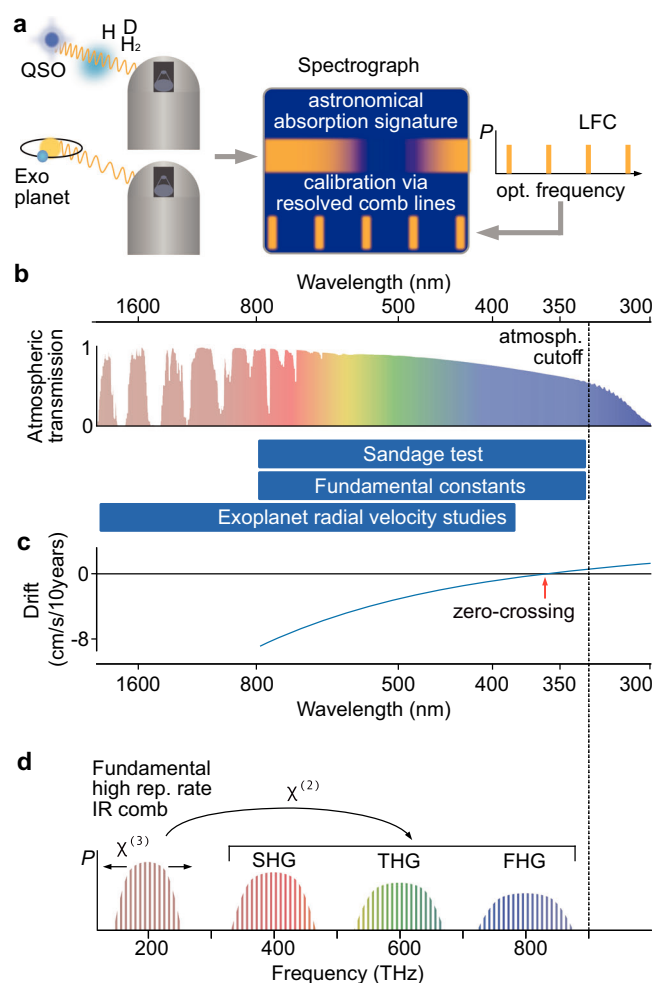 a
H D
H2
QSO
Exo
planet
Spectrograph
astronomical
absorption signature
calibration via
resolved comb lines
P
LFC
opt. frequency
b
Wavelength (nm)
1600 800 500 400 350 300
Atmospheric
transmission
1
0
atmosph.
cutoff
Sandage test
Fundamental constants
Exoplanet radial velocity studies
c
Drift
(cm/s/10years)
0
-8
zero-crossing
1600 800 500 400 350 300
Wavelength (nm)
d
Fundamental
high rep. rate
IR comb
χ(3)
χ(2)
P
SHG THG FHG
200 400 600 800
Frequency (THz)